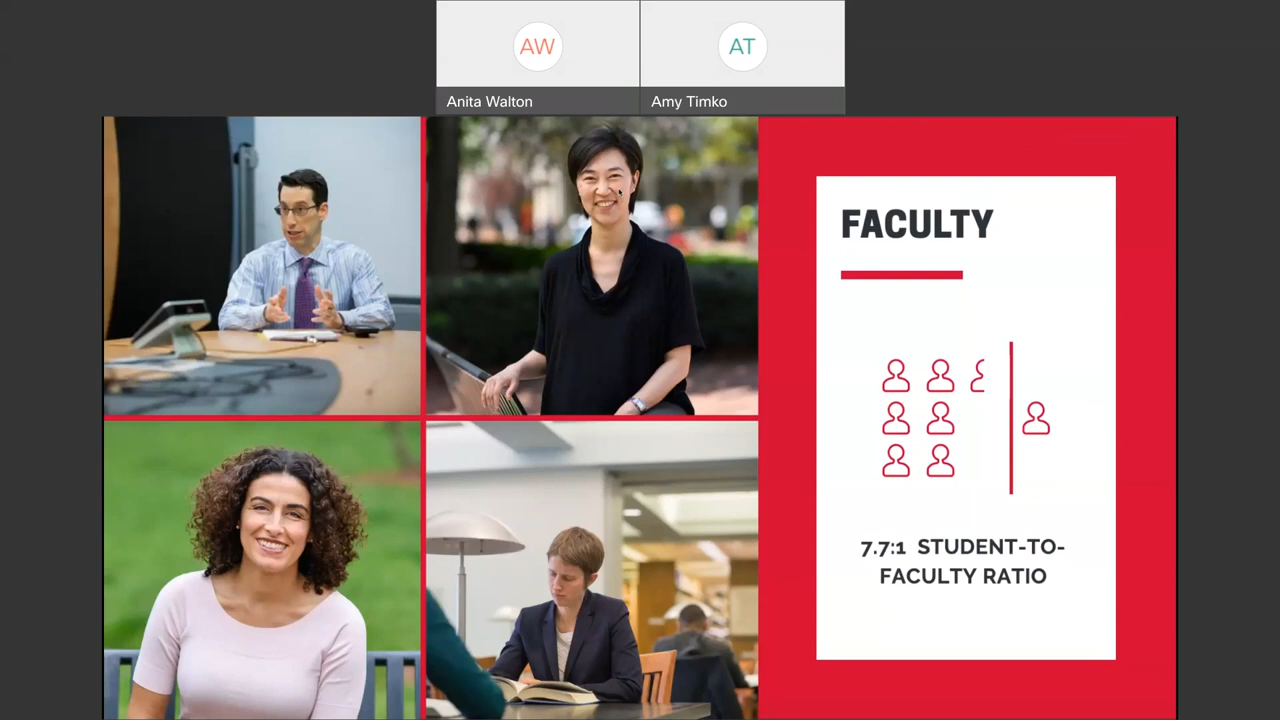 AW
AT
Anita Walton
Amy Timko
FACULTY
7.7:1 STUDENT-TO-
FACULTY RATIO